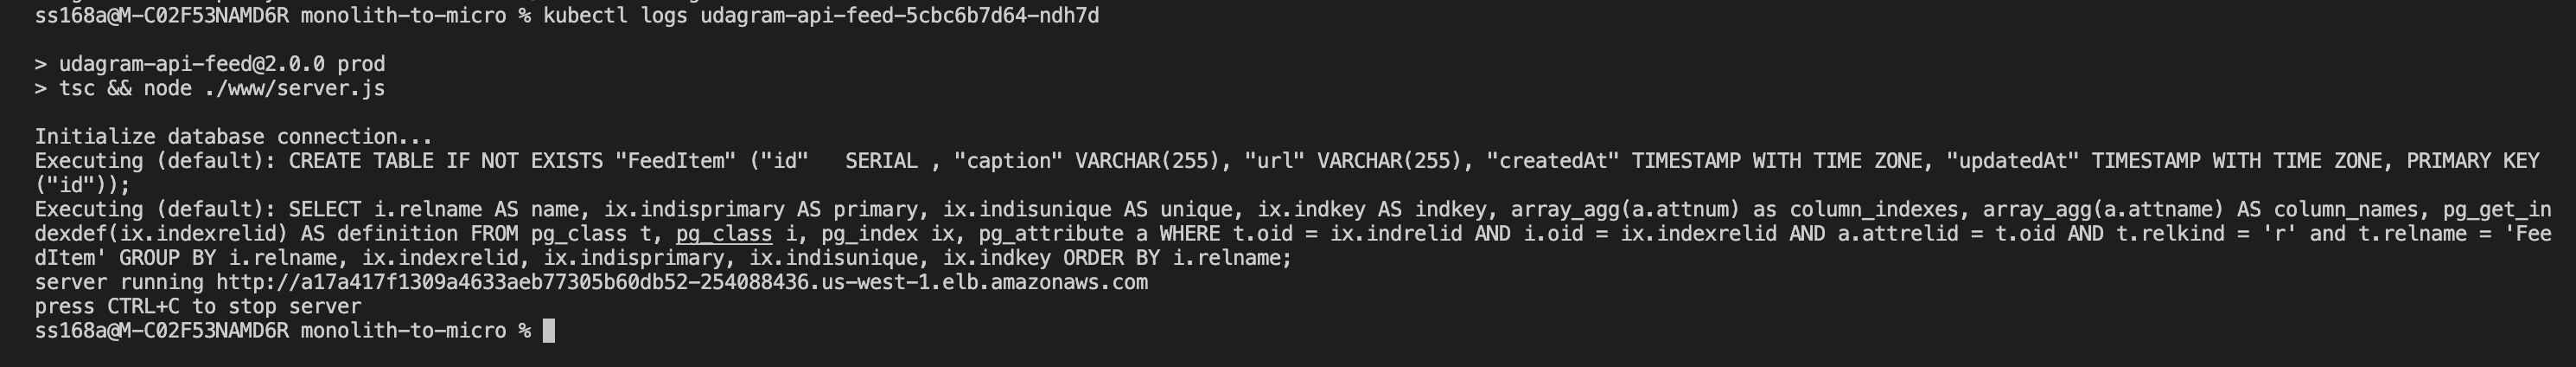 ss168a@M-C02F53NAMD6R monolith-to-micro % kubectl logs udagram-api-feed-5cbc6b7d64-ndh7d
> udagram-api-feed@2.0.0 prod
> tsc && node ./www/server.js
Initialize database connection...
Executing (default): CREATE TABLE IF NOT EXISTS "FeedItem" ("id"   SERIAL , "caption" VARCHAR(255), "url" VARCHAR(255), "createdAt" TIMESTAMP WITH TIME ZONE, "updatedAt" TIMESTAMP WITH TIME ZONE, PRIMARY KEY
("id"));
Executing (default): SELECT i.relname AS name, ix.indisprimary AS primary, ix.indisunique AS unique, ix.indkey AS indkey, array_agg(a.attnum) as column_indexes, array_agg(a.attname) AS column_names, pg_get_in
dexdef(ix.indexrelid) AS definition FROM pg_class t, pg_class i, pg_index ix, pg_attribute a WHERE t.oid = ix.indrelid AND i.oid = ix.indexrelid AND a.attrelid = t.oid AND t.relkind = 'r' and t.relname = 'Fee
dItem' GROUP BY i.relname, ix.indexrelid, ix.indisprimary, ix.indisunique, ix.indkey ORDER BY i.relname;
server running http://a17a417f1309a4633aeb77305b60db52-254088436.us-west-1.elb.amazonaws.com
press CTRL+C to stop server
ss168a@M-C02F53NAMD6R monolith-to-micro %